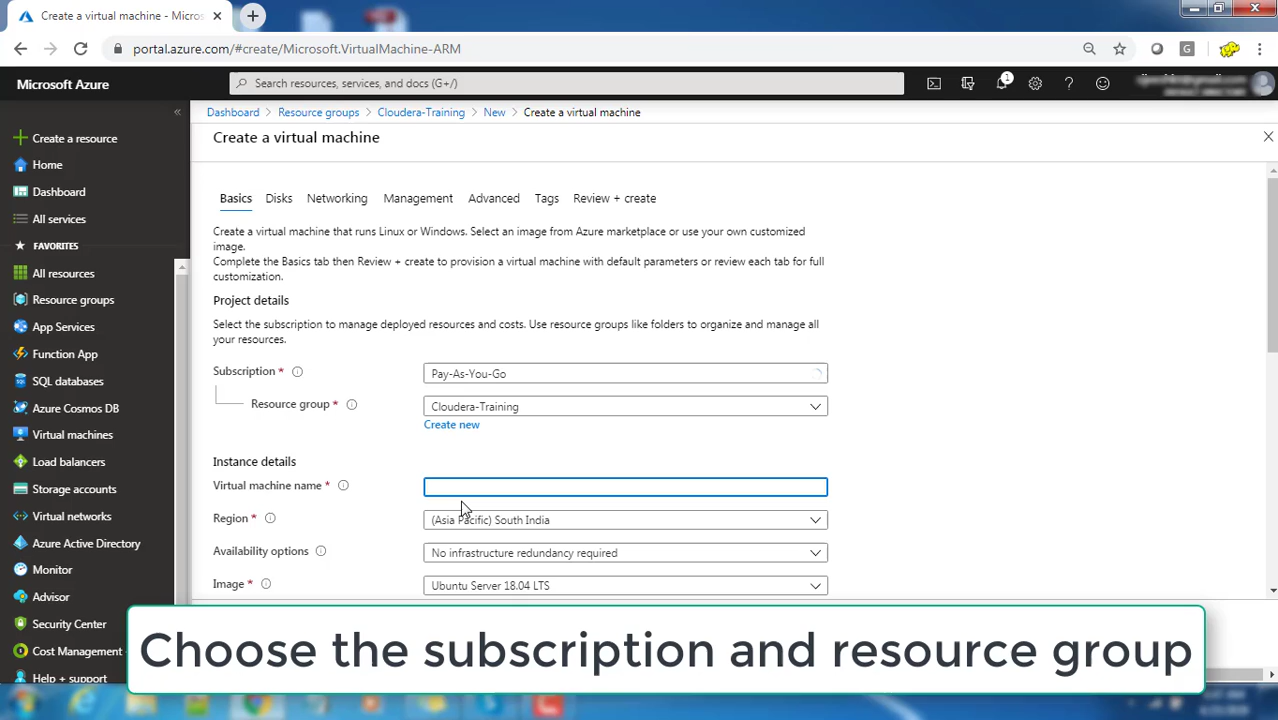 Create a virtual machine - Micros
portal.azure.com/#create/Microsoft.VirtualMachine-ARM
G
Microsoft Azure
Search resources, services, and docs (G+/)
1
?
Dashboard > Resource groups > Cloudera-Training > New > Create a virtual machine
Create a virtual machine
Create a resource
Home
Dashboard
All services
FAVORITES
All resources
Resource groups
App Services
Function App
SQL databases
Azure Cosmos DB
Virtual machines
Load balancers
Storage accounts
Virtual networks
Azure Active Directory
Monitor
Advisor
Security Center
Cost Management
Help + support
Basics Disks Networking Management Advanced Tags Review + create
Create a virtual machine that runs Linux or Windows. Select an image from Azure marketplace or use your own customized
image.
Complete the Basics tab then Review + create to provision a virtual machine with default parameters or review each tab for full
customization.
Project details
Select the subscription to manage deployed resources and costs. Use resource groups like folders to organize and manage all
your resources.
Subscription * Pay-As-You-Go
Resource group * Cloudera-Training
Create new
Instance details
Virtual machine name *
Region * (Asia Pacific) South India
Availability options No infrastructure redundancy required
Image * Ubuntu Server 18.04 LTS
Choose the subscription and resource group